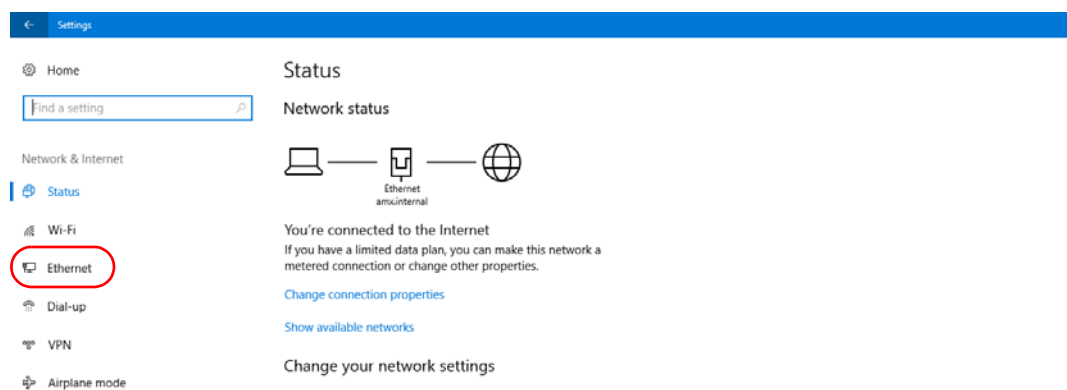 Settings
Home
Find a setting
Network & Internet
Status
Wi-Fi
Ethernet
Dial-up
VPN
Airplane mode
Status
Network status
Ethernet
amx.internal
You're connected to the Internet
If you have a limited data plan, you can make this network a
metered connection or change other properties.
Change connection properties
Show available networks
Change your network settings